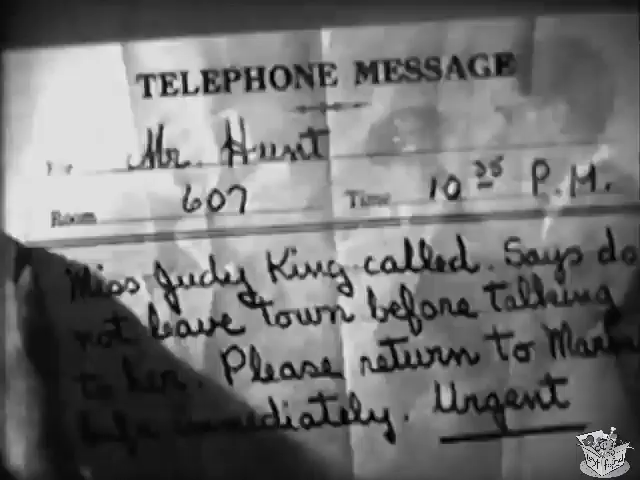 TELEPHONE MESSAGE
Mr. Hunt
Room 607 Time 10 35 P.M.
Miss Judy King called. Says do
not leave town before talking
to her. Please return to
immediately. Urgent